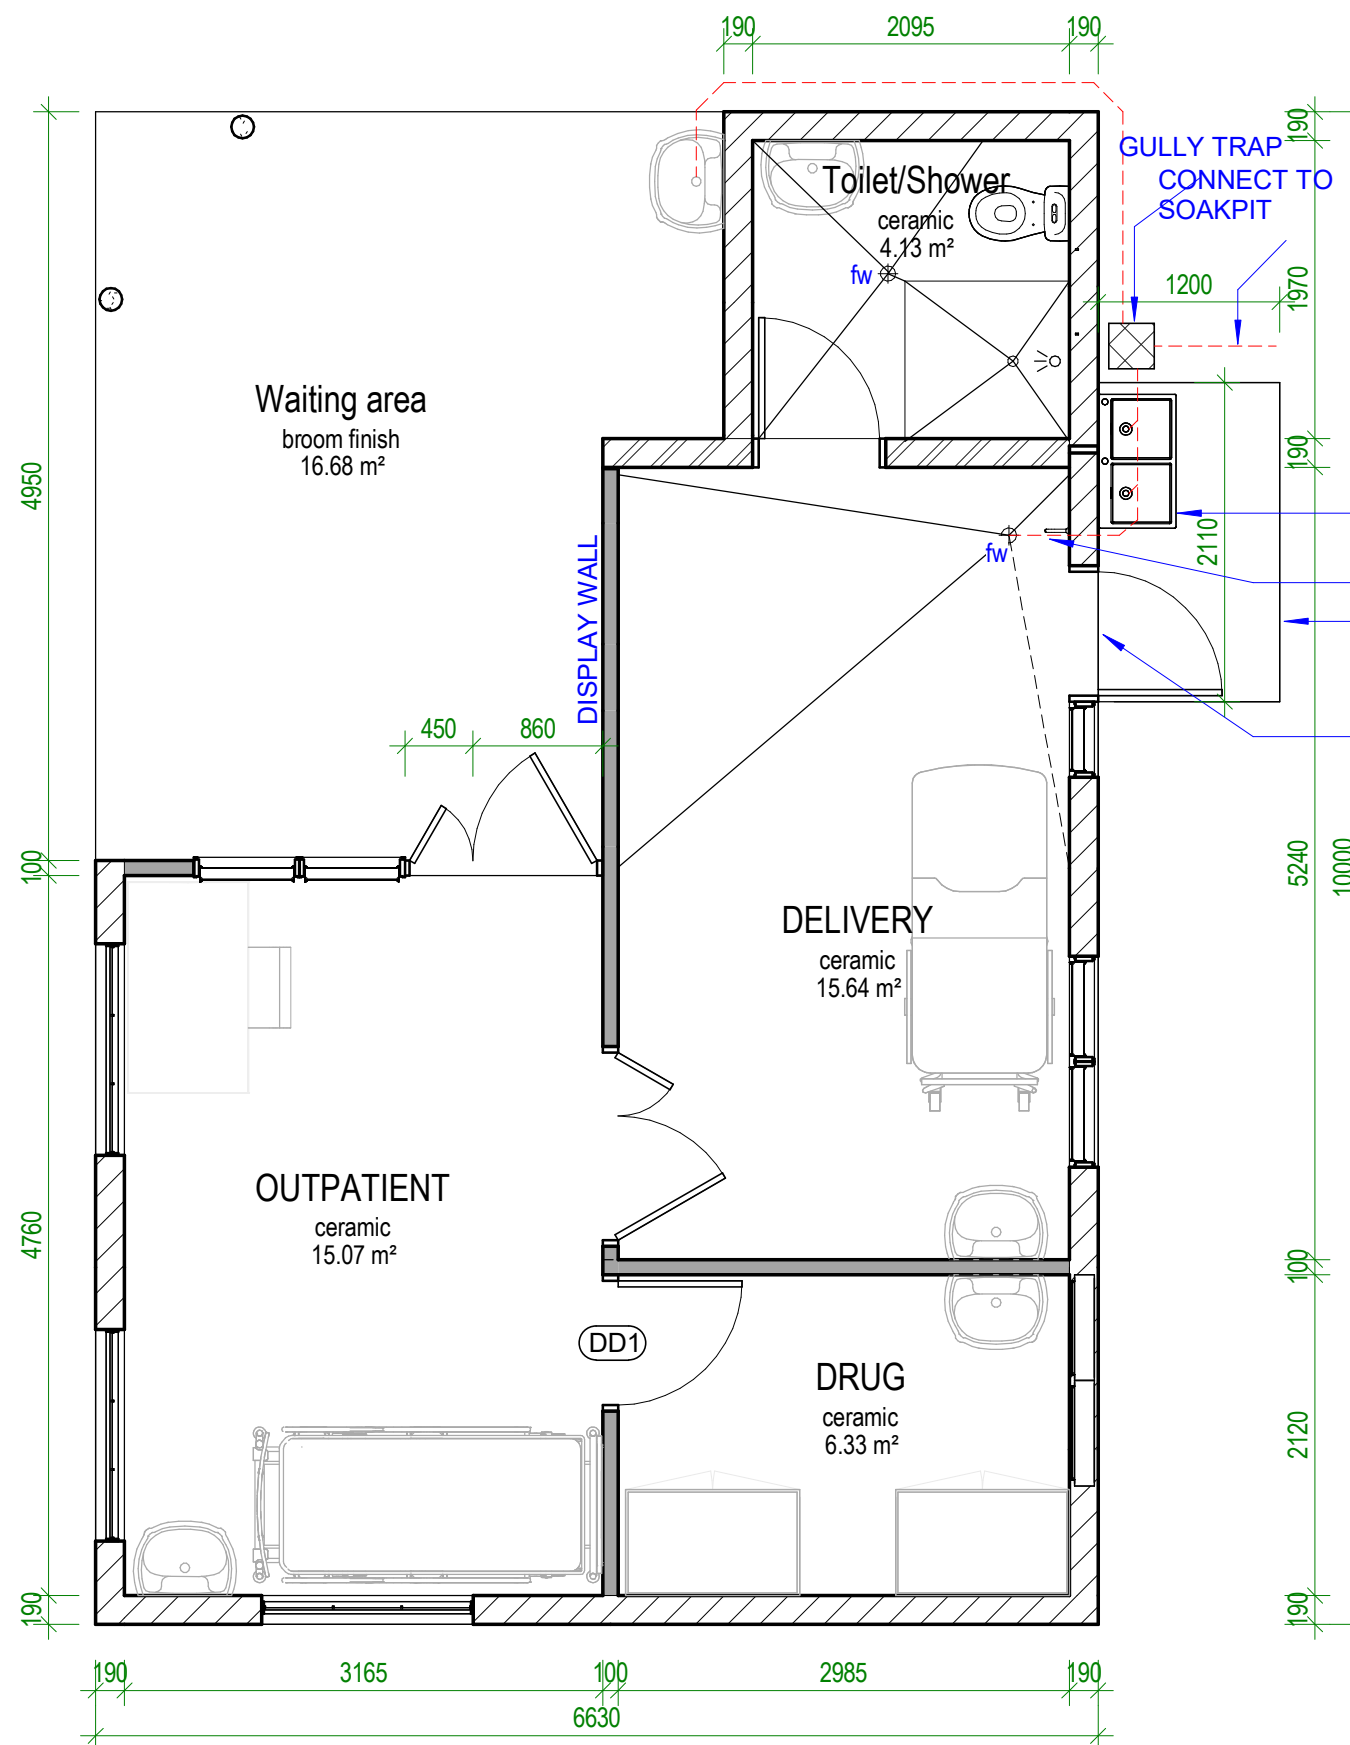 190
2095
190
190
GULLY TRAP
CONNECT TO
SOAKPIT
Toilet/Shower
ceramic
4.13 m²
fw
1200
1970
Waiting area
broom finish
16.68 m²
4950
190
DISPLAY WALL
fw
2110
450
860
100
5240
10000
DELIVERY
ceramic
15.64 m²
OUTPATIENT
ceramic
15.07 m²
4760
100
DD1
DRUG
ceramic
6.33 m²
2120
190
190
190
3165
100
2985
190
6630